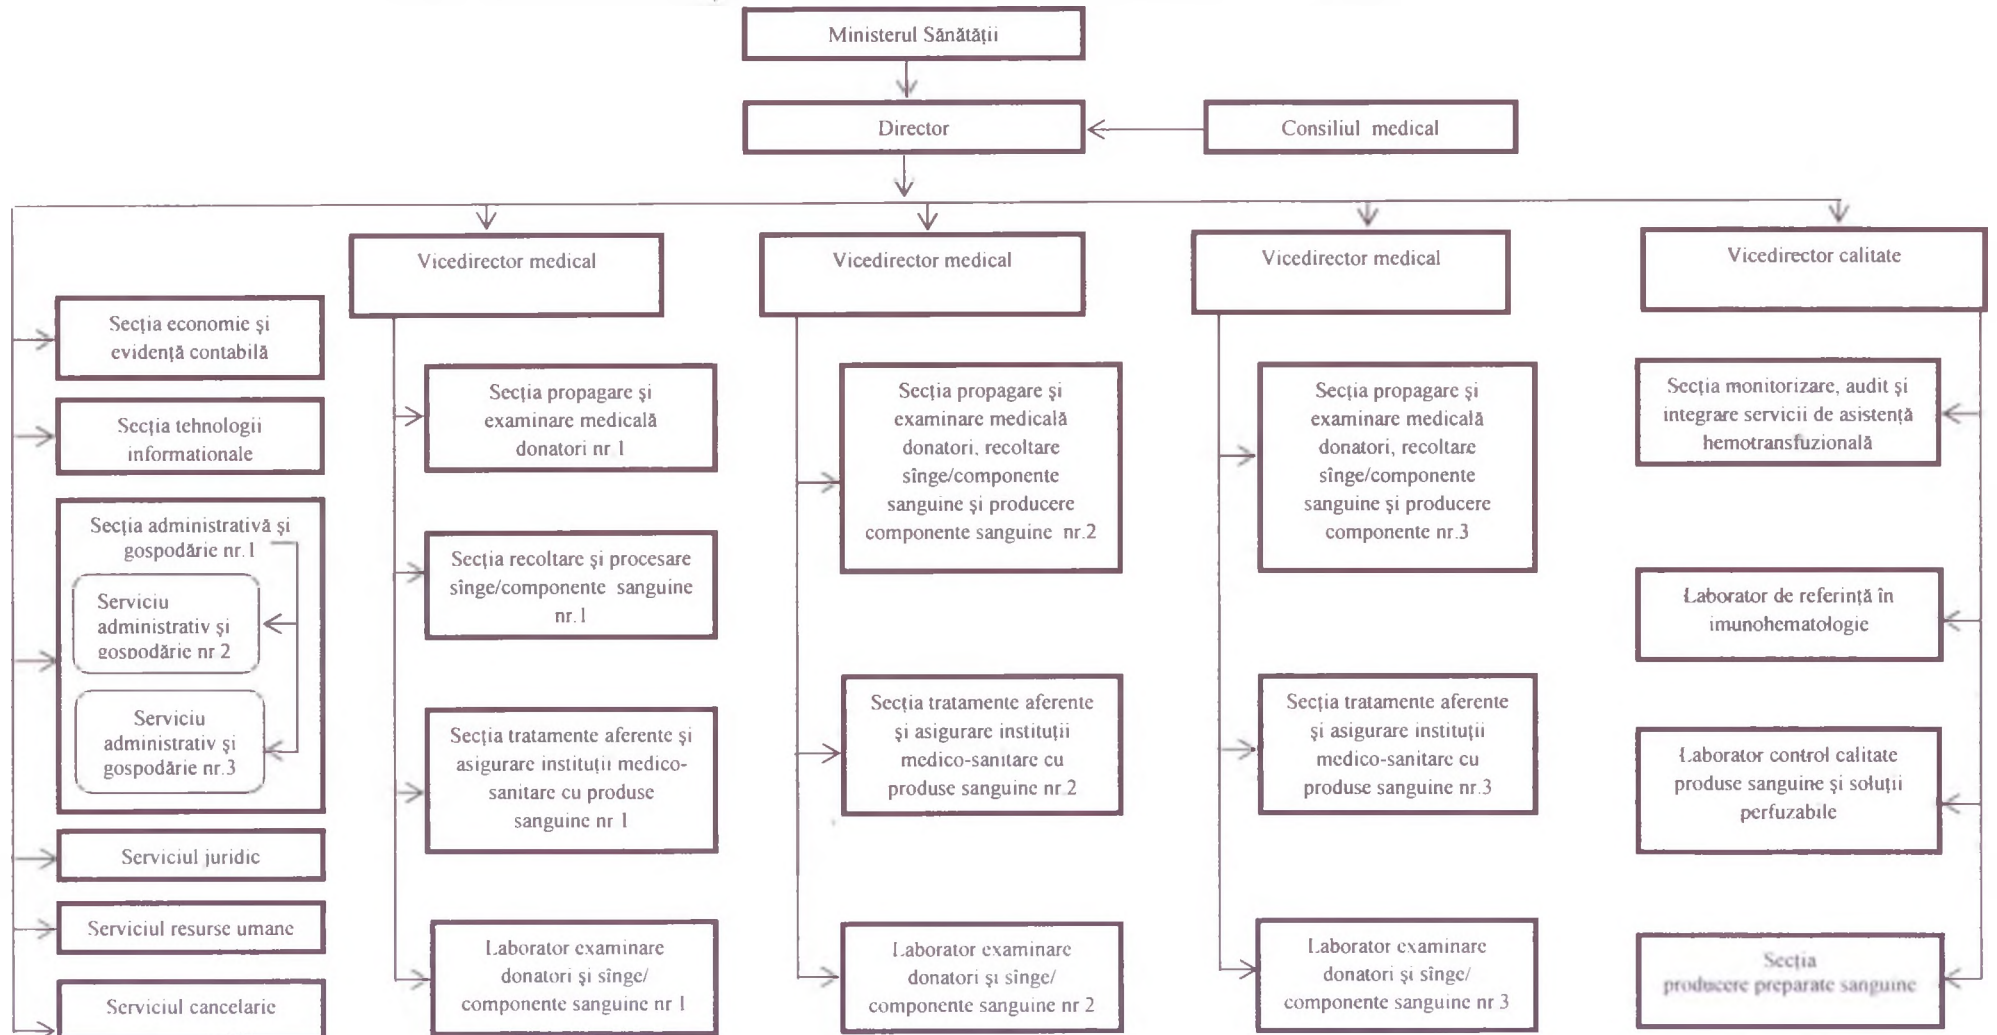 Ministerul Sănătății
Director
Consiliul medical
Vicedirector medical
Vicedirector medical
Vicedirector medical
Vicedirector calitate
Secția economie și
evidență contabilă
Secția tehnologii
informationale
Secția administrativă și
gospodărie nr.1
Serviciu
administrativ și
gospodărie nr 2
Serviciu
administrativ și
gospodărie nr.3
Serviciul juridic
Serviciul resurse umane
Serviciul cancelarie
Secția propagare și
examinare medicală
donatori nr 1
Secția recoltare și procesare
sînge/componente sanguine
nr.1
Secția tratamente aferente și
asigurare instituții medico-
sanitare cu produse
sanguine nr 1
Laborator examinare
donatori și sînge/
componente sanguine nr 1
Secția propagare și
examinare medicală
donatori, recoltare
sînge/componente
sanguine și producere
componente sanguine nr.2
Secția tratamente aferente
și asigurare instituții
medico-sanitare cu
produse sanguine nr.2
Laborator examinare
donatori și sînge/
componente sanguine nr 2
Secția propagare și
examinare medicală
donatori, recoltare
sînge/componente
sanguine și producere
componente nr.3
Secția tratamente aferente
și asigurare instituții
medico-sanitare cu
produse sanguine nr.3
Laborator examinare
donatori și sînge/
componente sanguine nr 3
Secția monitorizare, audit și
integrare servicii de asistență
hemotransfuzională
Laborator de referință în
imunohematologie
Laborator control calitate
produse sanguine și soluții
perfuzabile
Secția
producere preparate sanguine